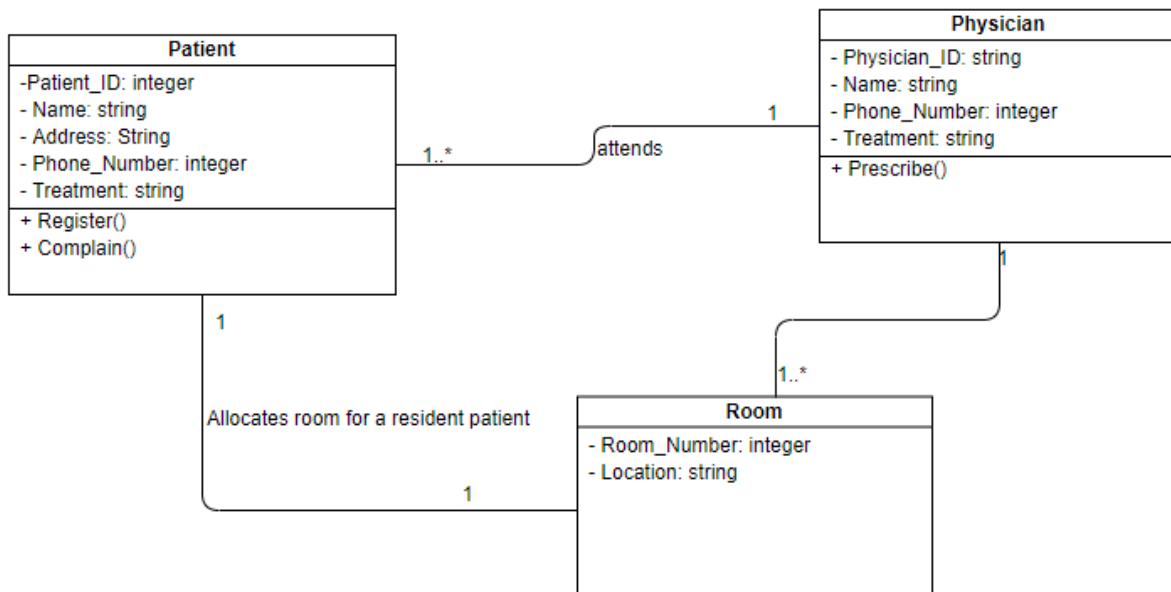 Patient
-Patient_ID: integer
- Name: string
- Address: String
- Phone_Number: integer
- Treatment: string
+ Register()
+ Complain()
Physician
- Physician_ID: string
- Name: string
- Phone_Number: integer
- Treatment: string
+ Prescribe()
1..*
attends
1
1
1
1..*
Allocates room for a resident patient
1
Room
- Room_Number: integer
- Location: string